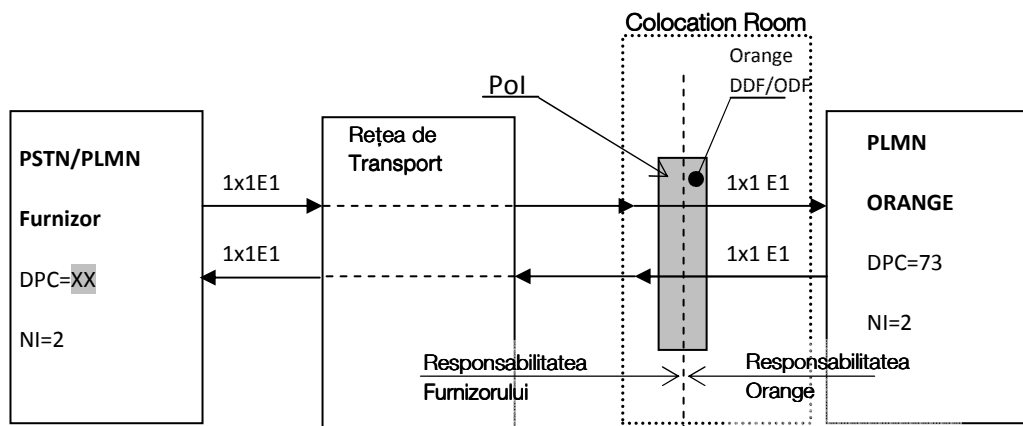 Colocation Room
Orange
DDF/ODF
PoI
PSTN/PLMN
Furnizor
DPC=XX
NI=2
1x1E1
1x1E1
Rețea de
Transport
1x1 E1
1x1 E1
PLMN
ORANGE
DPC=73
NI=2
Responsabilitatea
Furnizorului
Responsabilitatea
Orange